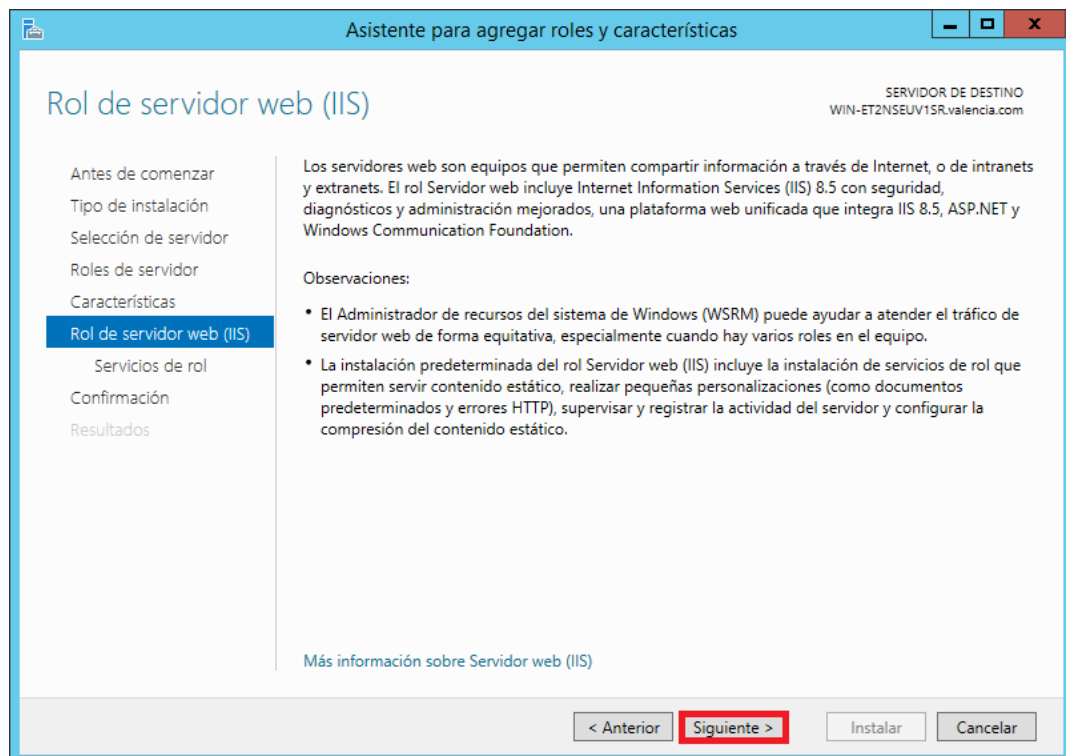 Asistente para agregar roles y características
Rol de servidor web (IIS)
SERVIDOR DE DESTINO
WIN-ET2NSEUV1SR.valencia.com
Antes de comenzar
Tipo de instalación
Selección de servidor
Roles de servidor
Características
Rol de servidor web (IIS)
Servicios de rol
Confirmación
Resultados
Los servidores web son equipos que permiten compartir información a través de Internet, o de intranets
y extranets. El rol Servidor web incluye Internet Information Services (IIS) 8.5 con seguridad,
diagnósticos y administración mejorados, una plataforma web unificada que integra IIS 8.5, ASP.NET y
Windows Communication Foundation.
Observaciones:
• El Administrador de recursos del sistema de Windows (WSRM) puede ayudar a atender el tráfico de
servidor web de forma equitativa, especialmente cuando hay varios roles en el equipo.
• La instalación predeterminada del rol Servidor web (IIS) incluye la instalación de servicios de rol que
permiten servir contenido estático, realizar pequeñas personalizaciones (como documentos
predeterminados y errores HTTP), supervisar y registrar la actividad del servidor y configurar la
compresión del contenido estático.
Más información sobre Servidor web (IIS)
< Anterior
Siguiente >
Instalar
Cancelar